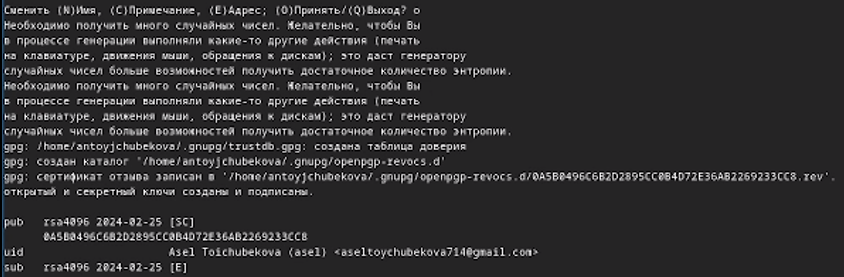 Сменить (N)Имя, (C)Примечание, (E)Адрес; (O)Принять/(Q)Выход? o
Необходимо получить много случайных чисел. Желательно, чтобы Вы
в процессе генерации выполняли какие-то другие действия (печать
на клавиатуре, движения мыши, обращения к дискам); это даст генератору
случайных чисел больше возможностей получить достаточное количество энтропии.
Необходимо получить много случайных чисел. Желательно, чтобы Вы
в процессе генерации выполняли какие-то другие действия (печать
на клавиатуре, движения мыши, обращения к дискам); это даст генератору
случайных чисел больше возможностей получить достаточное количество энтропии.
gpg: /home/antoyjchubekova/.gnupg/trustdb.gpg: создана таблица доверия
gpg: создан каталог '/home/antoyjchubekova/.gnupg/openpgp-revocs.d'
gpg: сертификат отзыва записан в '/home/antoyjchubekova/.gnupg/openpgp-revocs.d/0A5B0496C6B2D2895CC0B4D72E36AB2269233CC8.rev'.
открытый и секретный ключи созданы и подписаны.
pub rsa4096 2024-02-25 [SC]
0A5B0496C6B2D2895CC0B4D72E36AB2269233CC8
uid Asel Toichubekova (asel) <aseltoychubekova714@gmail.com>
sub rsa4096 2024-02-25 [E]